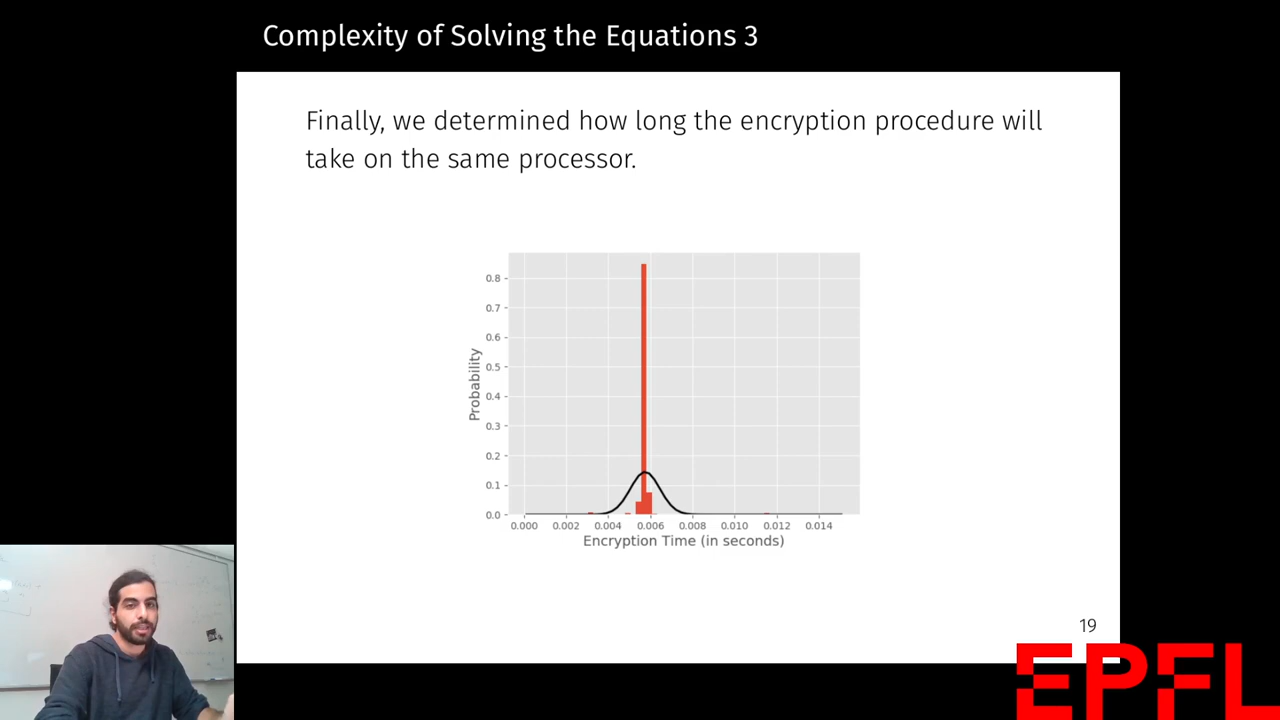 Complexity of Solving the Equations 3
Finally, we determined how long the encryption procedure will
take on the same processor.
0.8
0.7
0.6
0.5
0.4
0.3
0.2
0.1
0.0
Probability
0.000 0.002 0.004 0.006 0.008 0.010 0.012 0.014
Encryption Time (in seconds)
19
EPFL